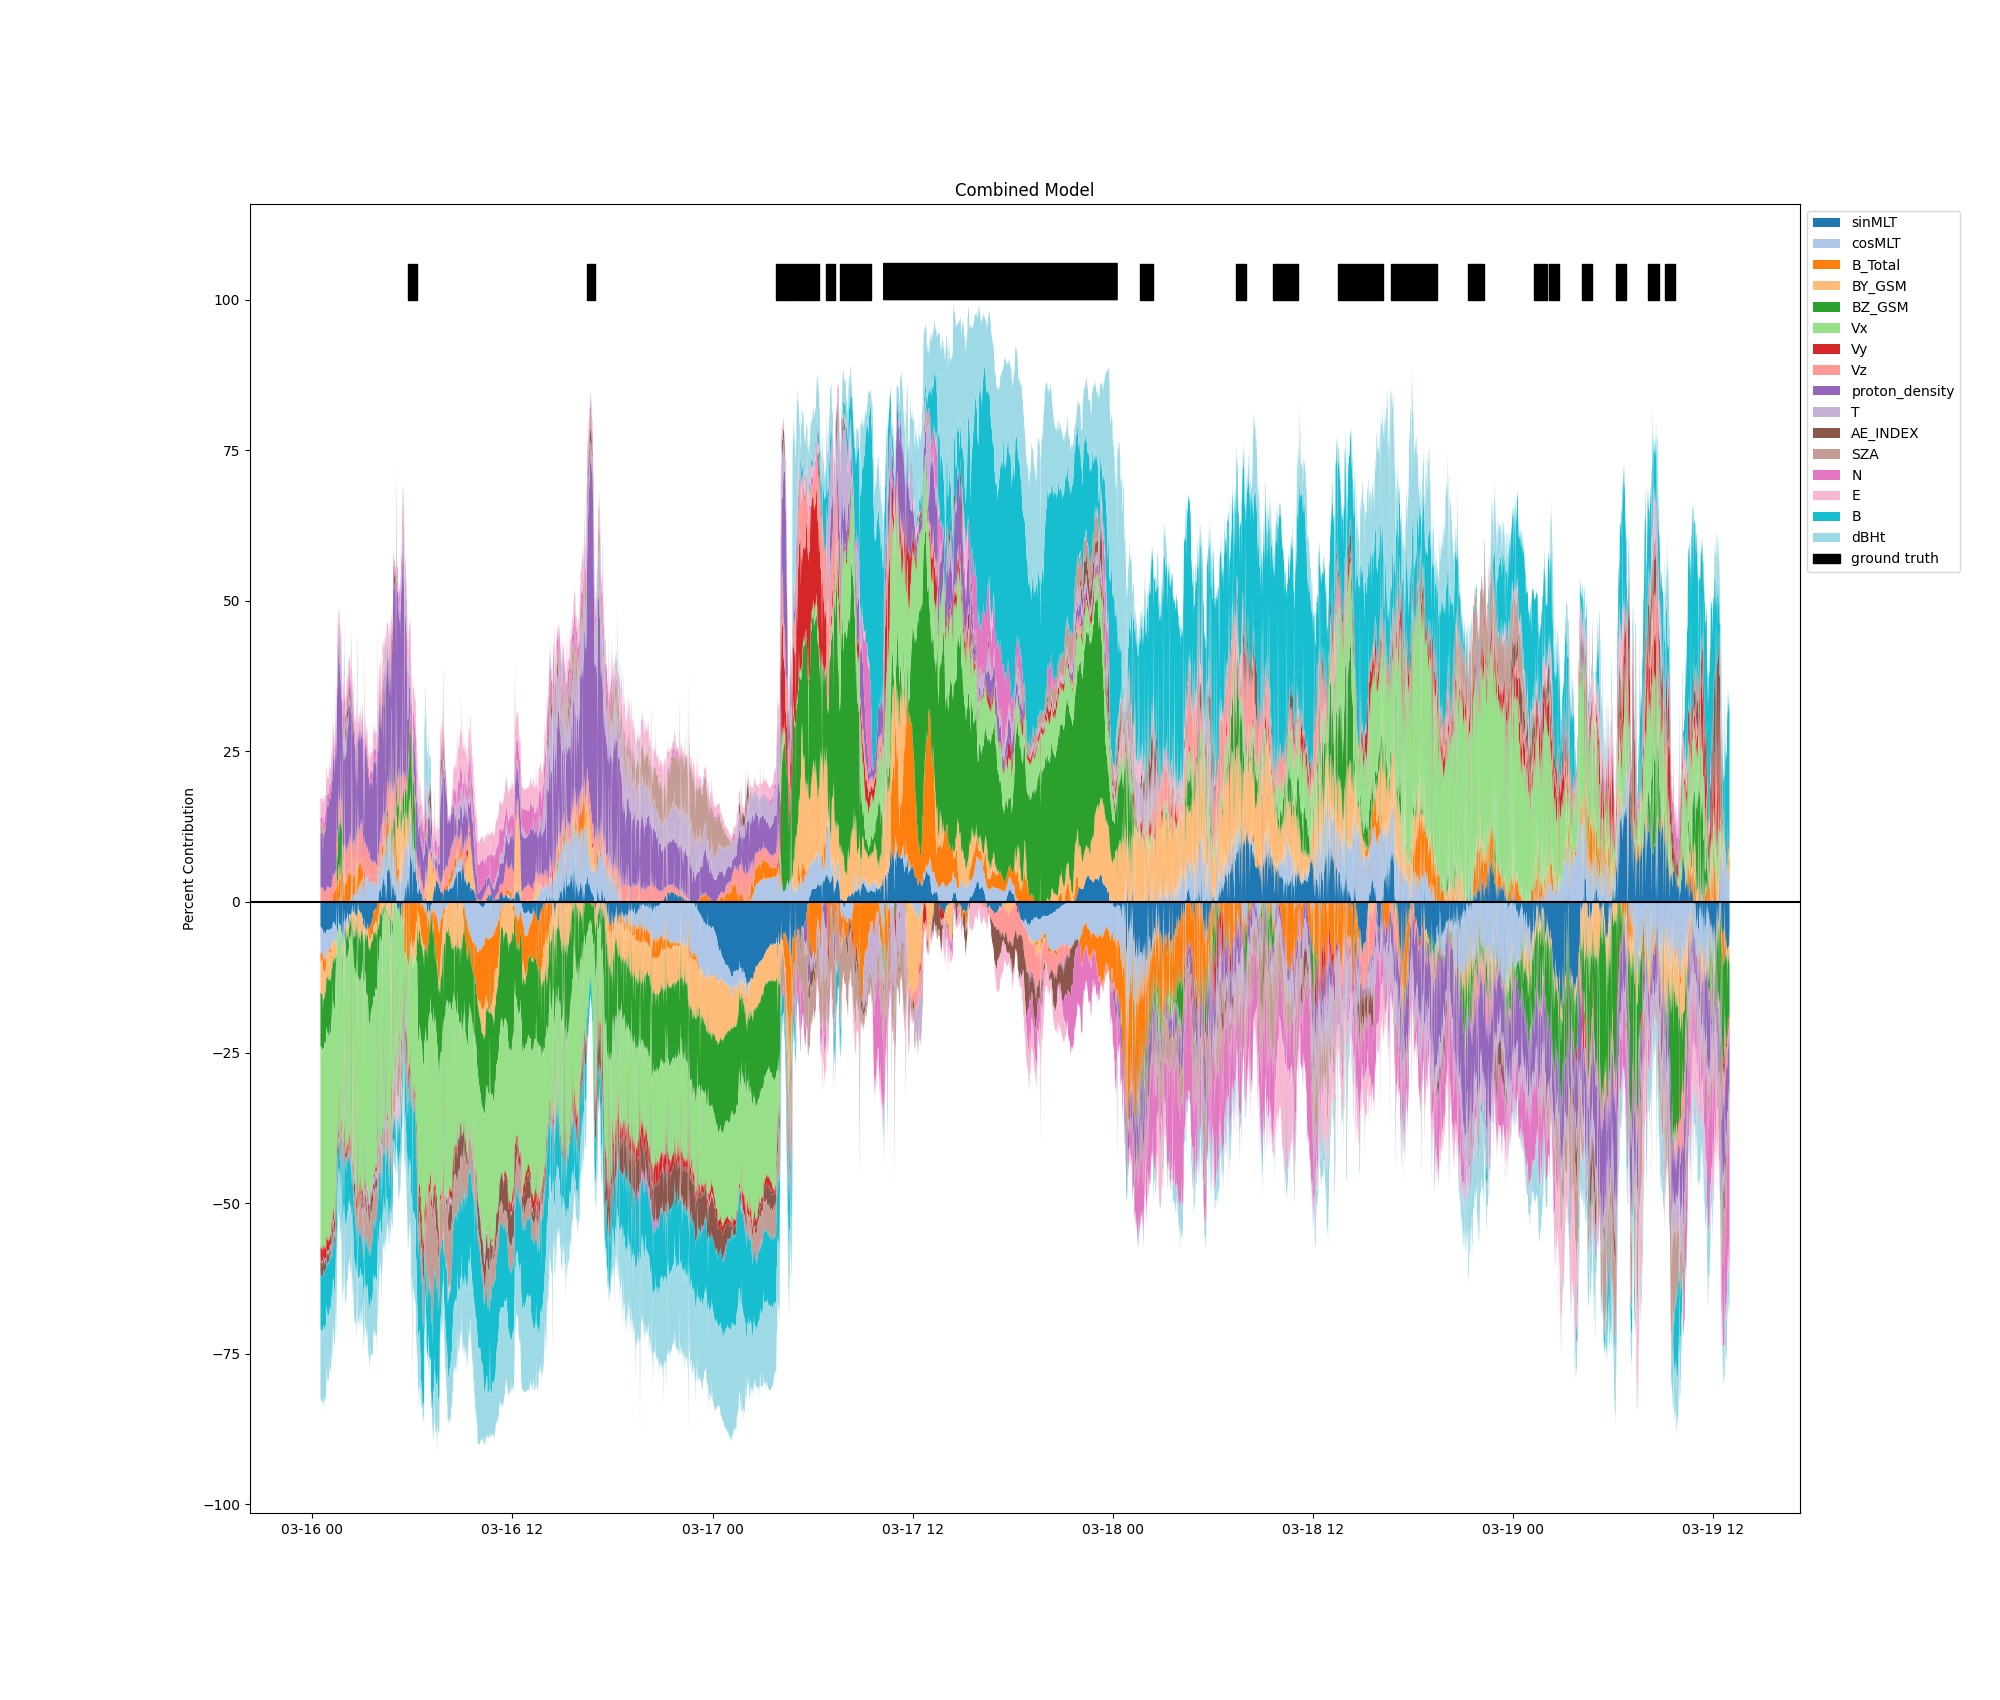 Combined Model
Percent Contribution
100
75
50
25
0
−25
−50
−75
−100
03-16 00
03-16 12
03-17 00
03-17 12
03-18 00
03-18 12
03-19 00
03-19 12
sinMLT
cosMLT
B_Total
BY_GSM
BZ_GSM
Vx
Vy
Vz
proton_density
T
AE_INDEX
SZA
N
E
B
dBHt
ground truth